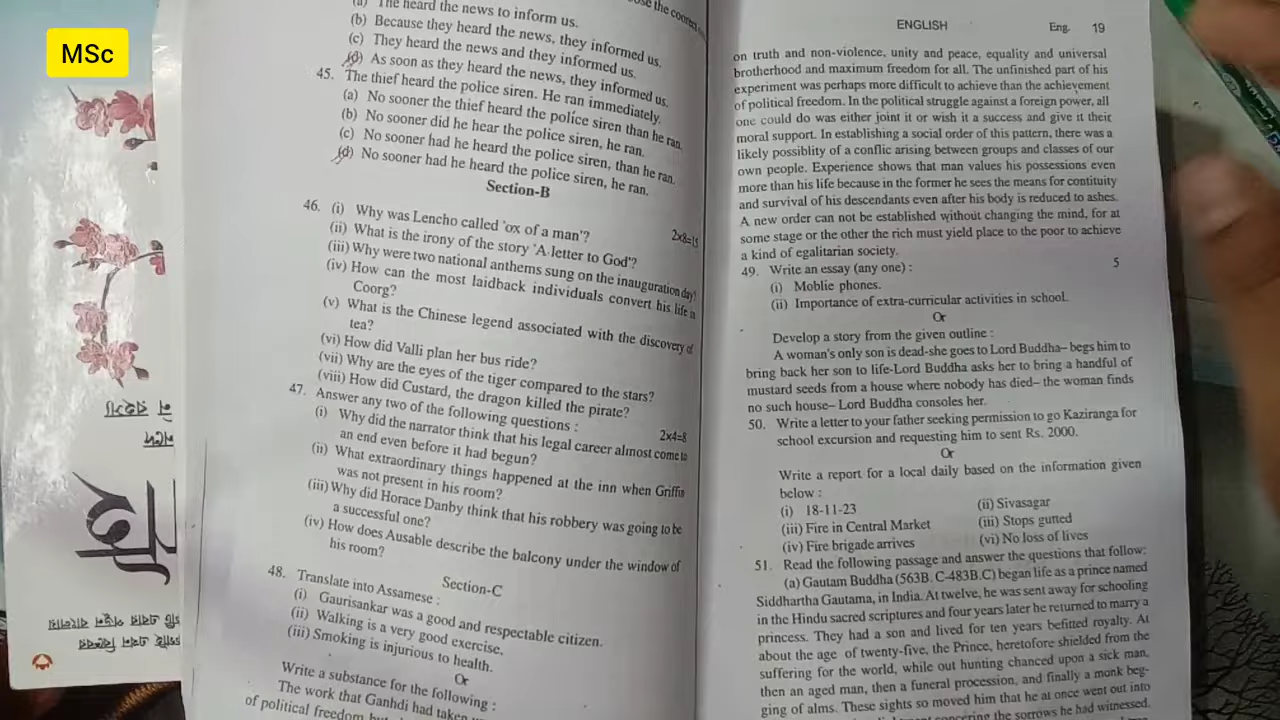 MSc
(a) The heard the news to inform us.
(b) Because they heard the news, they informed us.
(c) They heard the news and they informed us.
(d) As soon as they heard the news, they informed us.
45. The thief heard the police siren. He ran immediately.
(a) No sooner the thief heard the police siren than he ran.
(b) No sooner did he hear the police siren, he ran.
(c) No sooner had he heard the police siren, than he ran.
(d) No sooner had he heard the police siren, he ran.
Section-B
46. (i) Why was Lencho called 'ox of a man'? 2x8=15
(ii) What is the irony of the story 'A letter to God'?
(iii) Why were two national anthems sung on the inauguration day?
(iv) How can the most laidback individuals convert his life in
Coorg?
(v) What is the Chinese legend associated with the discovery of
tea?
(vi) How did Valli plan her bus ride?
(vii) Why are the eyes of the tiger compared to the stars?
(viii) How did Custard, the dragon killed the pirate?
47. Answer any two of the following questions : 2x4=8
(i) Why did the narrator think that his legal career almost come to
an end even before it had begun?
(ii) What extraordinary things happened at the inn when Griffin
was not present in his room?
(iii) Why did Horace Danby think that his robbery was going to be
a successful one?
(iv) How does Ausable describe the balcony under the window of
his room?
Section-C
48. Translate into Assamese :
(i) Gaurisankar was a good and respectable citizen.
(ii) Walking is a very good exercise.
(iii) Smoking is injurious to health.
Or
Write a substance for the following :
The work that Ganhdi had taken
of political freedom
ENGLISH Eng. 19
on truth and non-violence, unity and peace, equality and universal
brotherhood and maximum freedom for all. The unfinished part of his
experiment was perhaps more difficult to achieve than the achievement
of political freedom. In the political struggle against a foreign power, all
one could do was either joint it or wish it a success and give it their
moral support. In establishing a social order of this pattern, there was a
likely possiblity of a conflic arising between groups and classes of our
own people. Experience shows that man values his possessions even
more than his life because in the former he sees the means for contituity
and survival of his descendants even after his body is reduced to ashes.
A new order can not be established without changing the mind, for at
some stage or the other the rich must yield place to the poor to achieve
a kind of egalitarian society.
49. Write an essay (any one) : 5
(i) Moblie phones.
(ii) Importance of extra-curricular activities in school.
Or
Develop a story from the given outline :
A woman's only son is dead-she goes to Lord Buddha– begs him to
bring back her son to life-Lord Buddha asks her to bring a handful of
mustard seeds from a house where nobody has died– the woman finds
no such house– Lord Buddha consoles her.
50. Write a letter to your father seeking permission to go Kaziranga for
school excursion and requesting him to sent Rs. 2000.
Or
Write a report for a local daily based on the information given
below :
(i) 18-11-23 (ii) Sivasagar
(iii) Fire in Central Market (iii) Stops gutted
(iv) Fire brigade arrives (vi) No loss of lives
51. Read the following passage and answer the questions that follow:
(a) Gautam Buddha (563B. C-483B.C) began life as a prince named
Siddhartha Gautama, in India. At twelve, he was sent away for schooling
in the Hindu sacred scriptures and four years later he returned to marry a
princess. They had a son and lived for ten years befitted royalty. At
about the age of twenty-five, the Prince, heretofore shielded from the
suffering for the world, while out hunting chanced upon a sick man,
then an aged man, then a funeral procession, and finally a monk beg-
ging of alms. These sights so moved him that he at once went out into
concerning the sorrows he had witnessed.